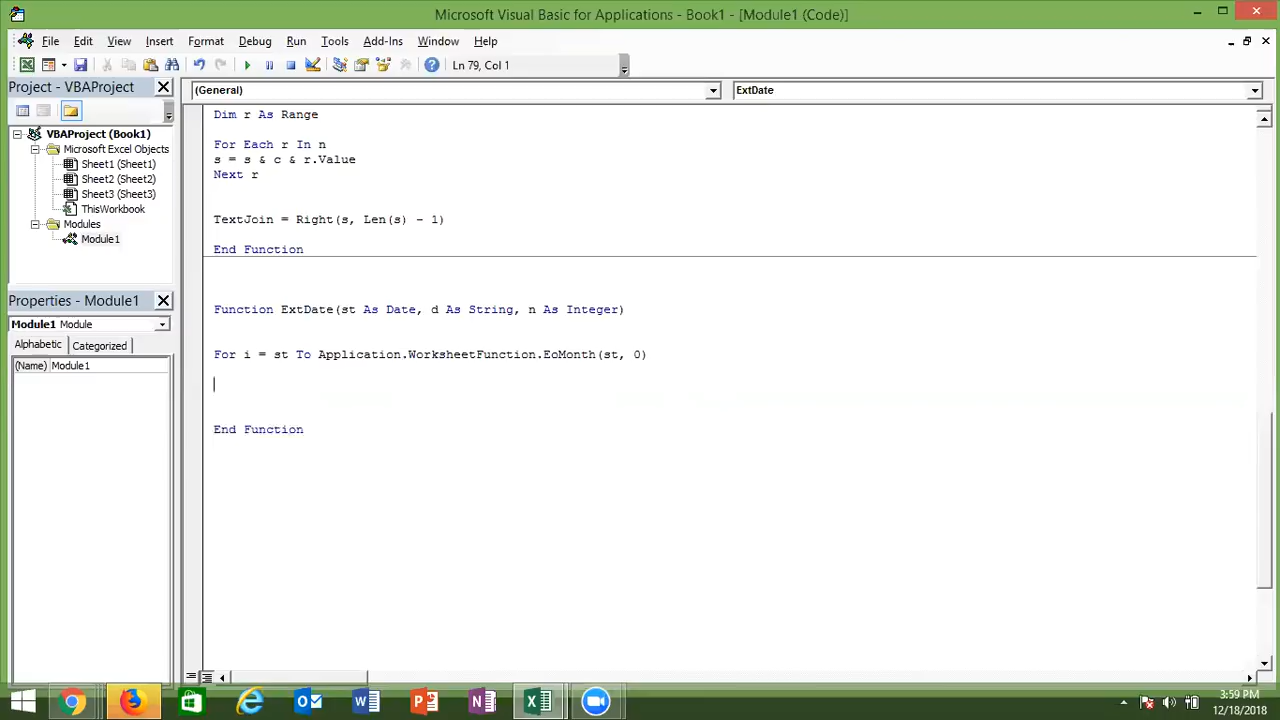 Microsoft Visual Basic for Applications - Book1 - [Module1 (Code)]
File Edit View Insert Format Debug Run Tools Add-Ins Window Help
Ln 79, Col 1
Project - VBAProject
(General)
ExtDate
VBAProject (Book1)
Microsoft Excel Objects
Sheet1 (Sheet1)
Sheet2 (Sheet2)
Sheet3 (Sheet3)
ThisWorkbook
Modules
Module1
Properties - Module1
Module1 Module
Alphabetic Categorized
(Name) Module1
Dim r As Range
For Each r In n
s = s & c & r.Value
Next r
TextJoin = Right(s, Len(s) - 1)
End Function
Function ExtDate(st As Date, d As String, n As Integer)
For i = st To Application.WorksheetFunction.EoMonth(st, 0)
End Function
3:59 PM
12/18/2018